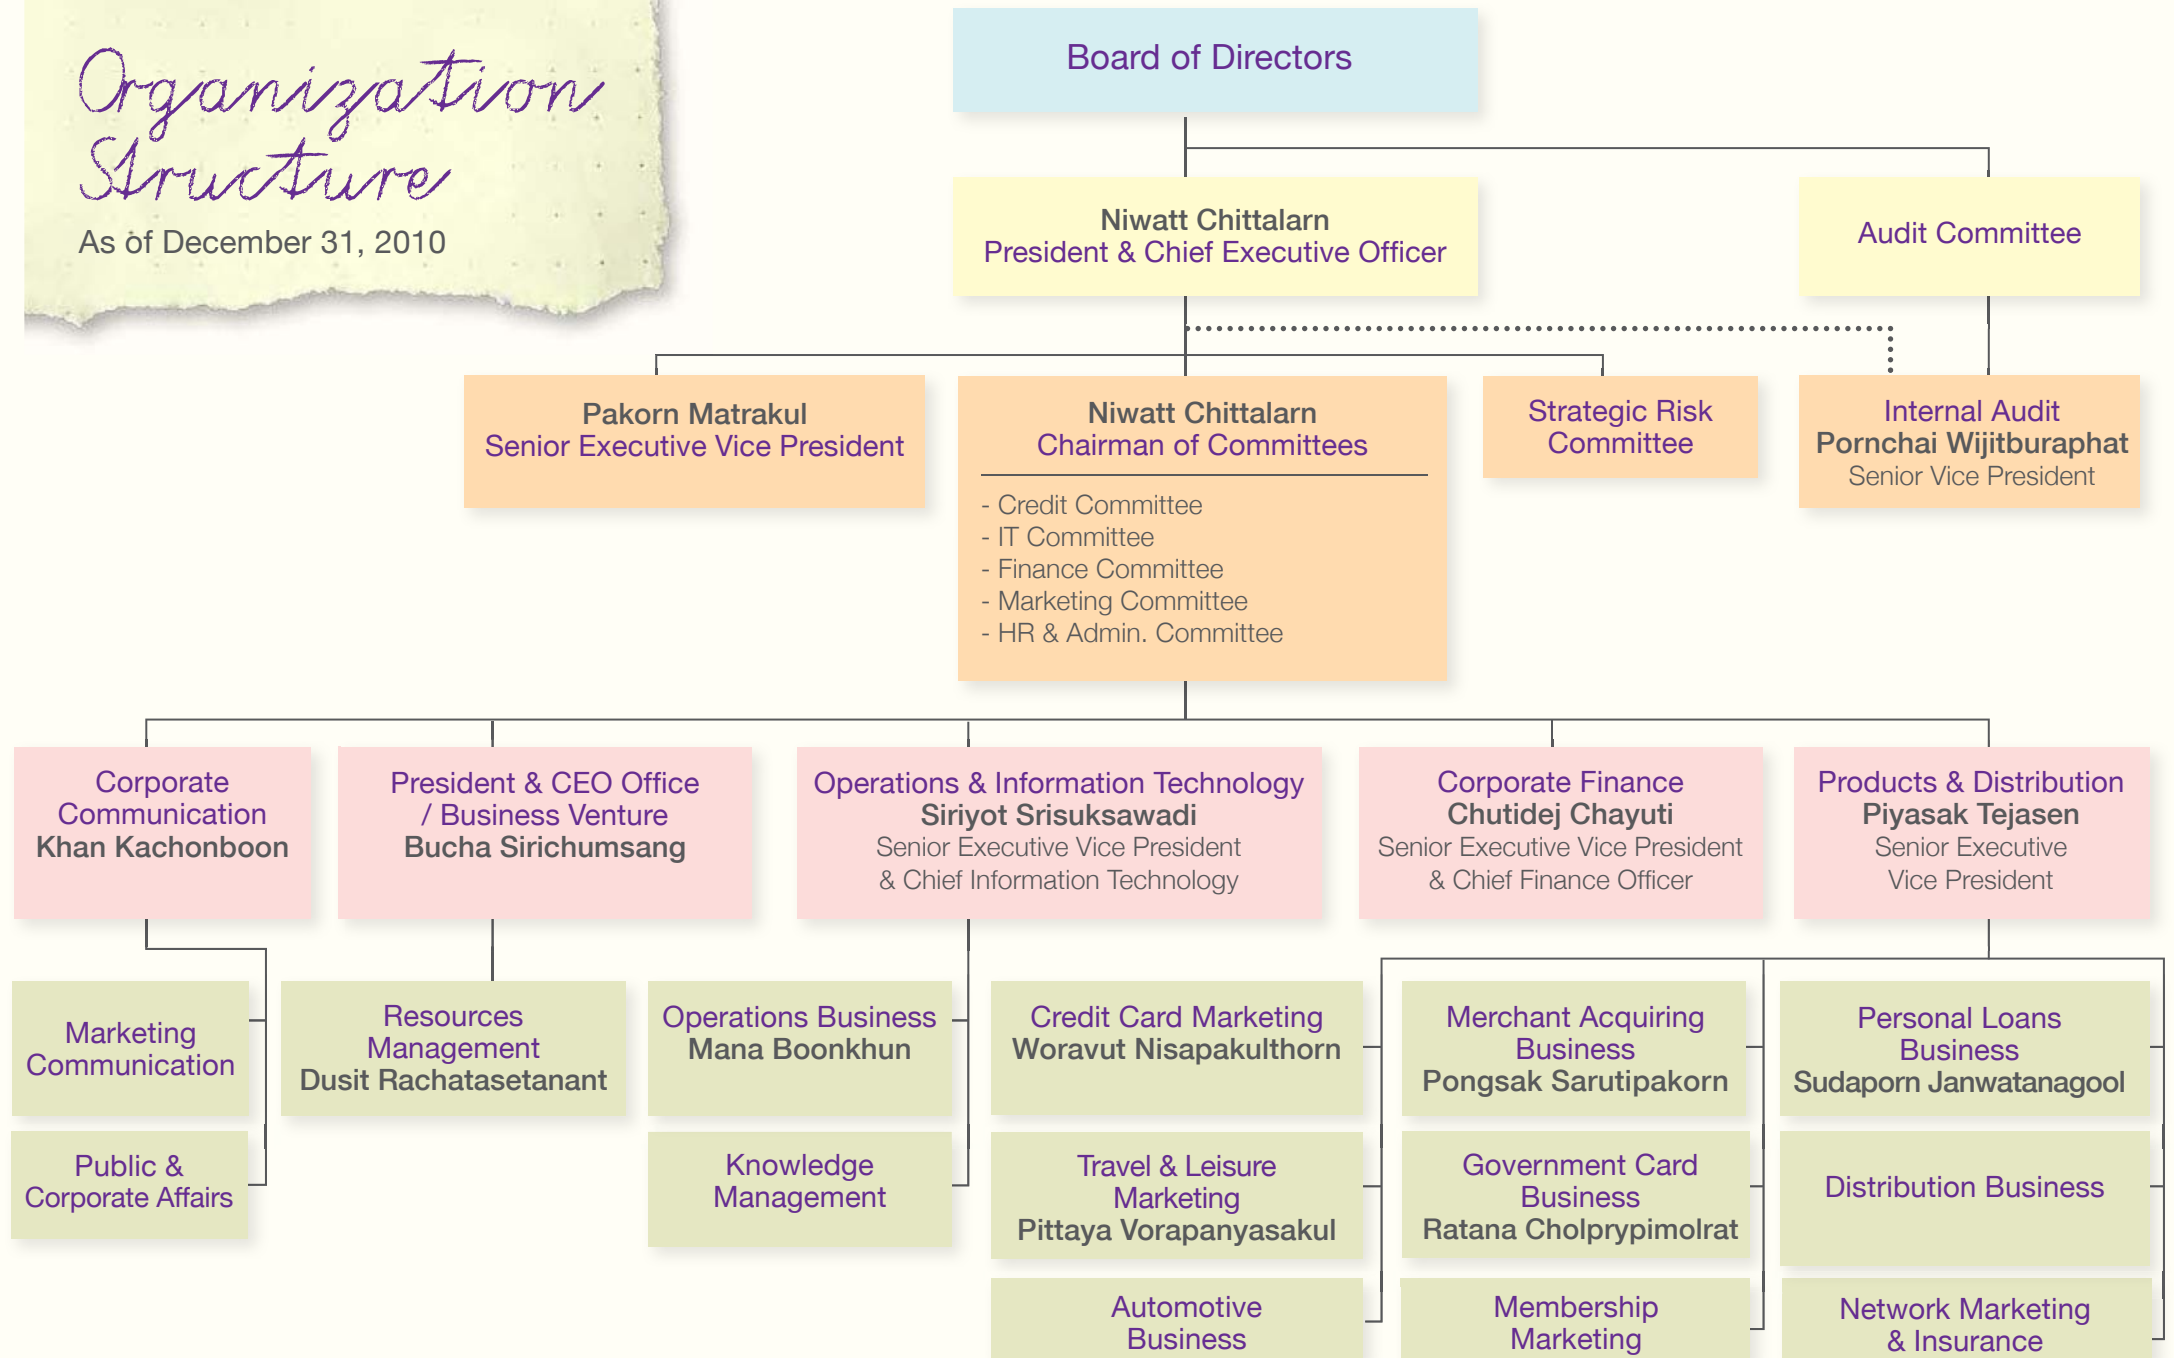 Organization
Structure
As of December 31, 2010
Board of Directors
Niwatt Chittalarn
President & Chief Executive Officer
Audit Committee
Pakorn Matrakul
Senior Executive Vice President
Niwatt Chittalarn
Chairman of Committees
- Credit Committee
- IT Committee
- Finance Committee
- Marketing Committee
- HR & Admin. Committee
Strategic Risk
Committee
Internal Audit
Pornchai Wijitburaphat
Senior Vice President
Corporate
Communication
Khan Kachonboon
President & CEO Office
/ Business Venture
Bucha Sirichumsang
Operations & Information Technology
Siriyot Srisuksawadi
Senior Executive Vice President
& Chief Information Technology
Corporate Finance
Chutidej Chayuti
Senior Executive Vice President
& Chief Finance Officer
Products & Distribution
Piyasak Tejasen
Senior Executive
Vice President
Marketing
Communication
Resources
Management
Dusit Rachatasetanant
Operations Business
Mana Boonkhun
Credit Card Marketing
Woravut Nisapakulthorn
Merchant Acquiring
Business
Pongsak Sarutipakorn
Personal Loans
Business
Sudaporn Janwatanagool
Public &
Corporate Affairs
Knowledge
Management
Travel & Leisure
Marketing
Pittaya Vorapanyasakul
Government Card
Business
Ratana Cholprypimolrat
Distribution Business
Automotive
Business
Membership
Marketing
Network Marketing
& Insurance